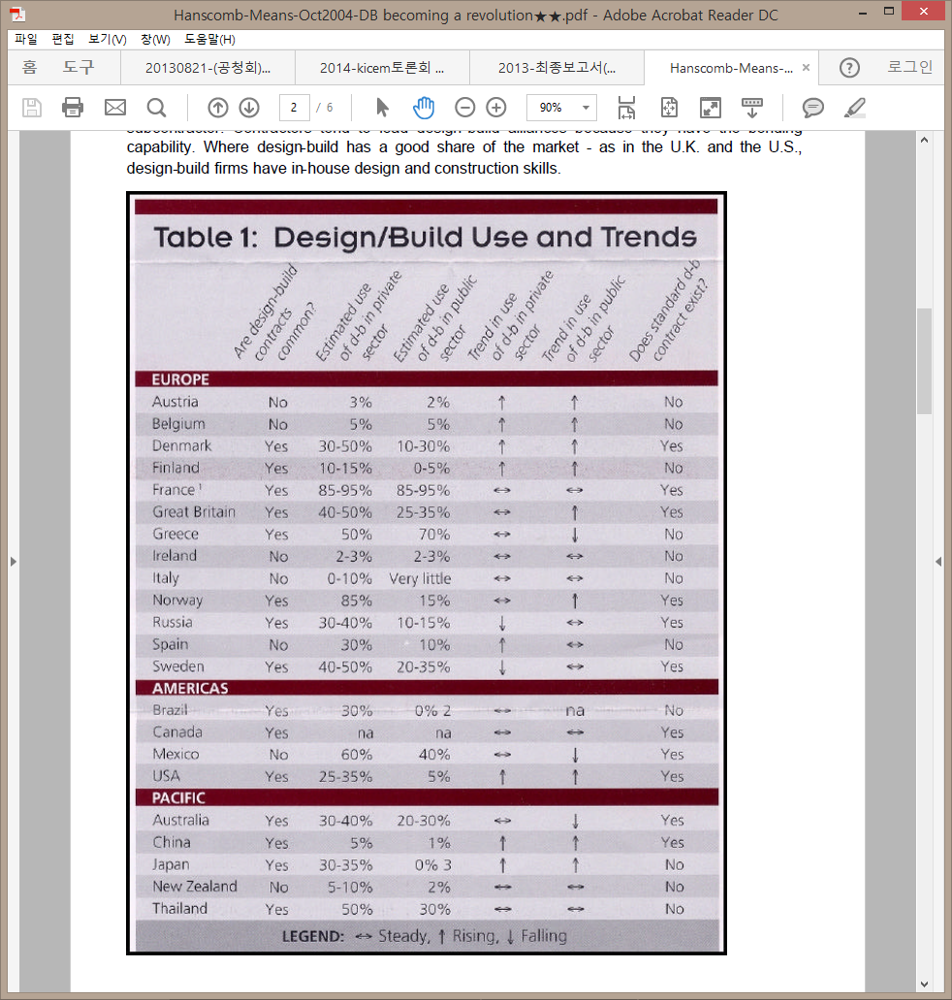 Hanscomb-Means-Oct2004-DB becoming a revolution★★.pdf - Adobe Acrobat Reader DC
파일 편집 보기(V) 창(W) 도움말(H)
홈 도구 20130821-(공청회)... 2014-kicem토론회 ... 2013-최종보고서(... Hanscomb-Means-... × ? 로그인
2 / 6 90%
subcontractor. Contractors tend to lead design-build alliances because they have the bonding
capability. Where design-build has a good share of the market - as in the U.K. and the U.S.,
design-build firms have in-house design and construction skills.
Table 1: Design/Build Use and Trends
Are design-build
contracts
common?
Estimated use
of d-b in private
sector
Estimated use
of d-b in public
sector
Trend in use
of d-b in private
sector
Trend in use
of d-b in public
sector
Does standard d-b
contract exist?
EUROPE
Austria No 3% 2% ↑ ↑ No
Belgium No 5% 5% ↑ ↑ No
Denmark Yes 30-50% 10-30% ↑ ↑ Yes
Finland Yes 10-15% 0-5% ↑ ↑ No
France 1 Yes 85-95% 85-95% ↔ ↔ Yes
Great Britain Yes 40-50% 25-35% ↔ ↑ Yes
Greece Yes 50% 70% ↔ ↓ No
Ireland No 2-3% 2-3% ↔ ↔ No
Italy No 0-10% Very little ↔ ↔ No
Norway Yes 85% 15% ↔ ↑ Yes
Russia Yes 30-40% 10-15% ↓ ↔ Yes
Spain No 30% 10% ↑ ↔ No
Sweden Yes 40-50% 20-35% ↓ ↔ Yes
AMERICAS
Brazil Yes 30% 0% 2 ↔ na No
Canada Yes na na ↔ ↔ Yes
Mexico No 60% 40% ↔ ↓ Yes
USA Yes 25-35% 5% ↑ ↑ Yes
PACIFIC
Australia Yes 30-40% 20-30% ↔ ↓ Yes
China Yes 5% 1% ↑ ↑ Yes
Japan Yes 30-35% 0% 3 ↑ ↑ No
New Zealand No 5-10% 2% ↔ ↔ No
Thailand Yes 50% 30% ↔ ↔ No
LEGEND: ↔ Steady, ↑ Rising, ↓ Falling